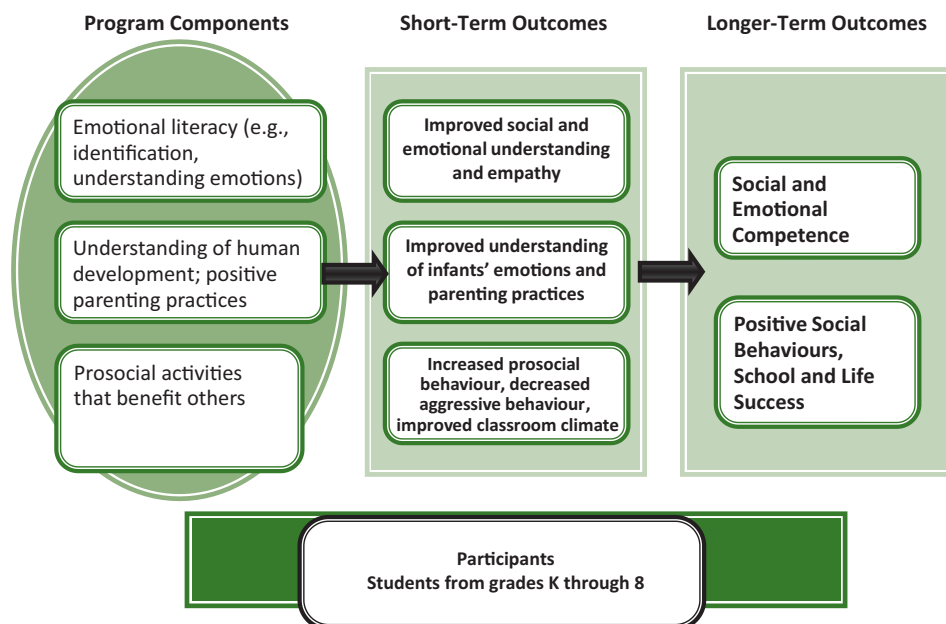 Program Components
Short-Term Outcomes
Longer-Term Outcomes
Emotional literacy (e.g.,
identification,
understanding emotions)
Understanding of human
development; positive
parenting practices
Prosocial activities
that benefit others
Improved social and
emotional understanding
and empathy
Improved understanding
of infants’ emotions and
parenting practices
Increased prosocial
behaviour, decreased
aggressive behaviour,
improved classroom climate
Social and
Emotional
Competence
Positive Social
Behaviours,
School and Life
Success
Participants
Students from grades K through 8